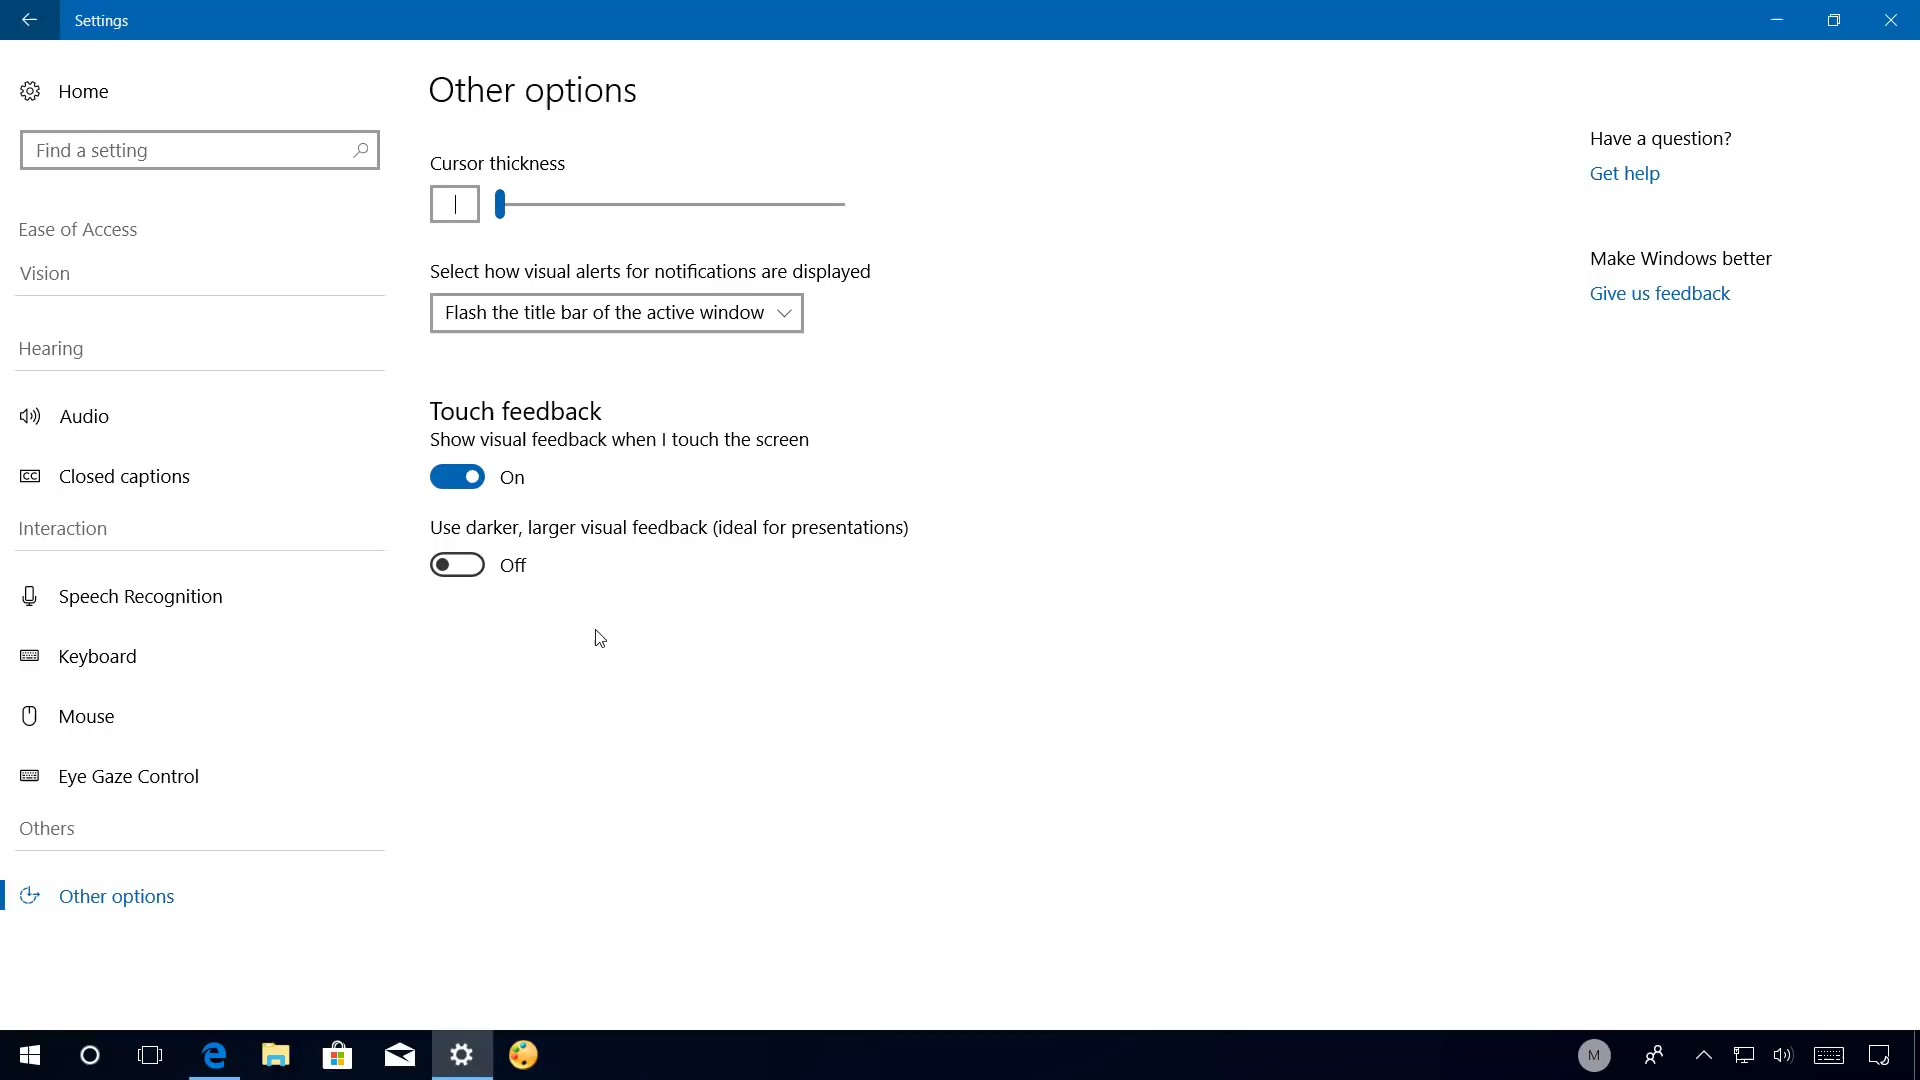 Settings
Home
Find a setting
Ease of Access
Vision
Hearing
Audio
CC Closed captions
Interaction
Speech Recognition
Keyboard
Mouse
Eye Gaze Control
Others
Other options
Other options
Cursor thickness
Select how visual alerts for notifications are displayed
Flash the title bar of the active window
Touch feedback
Show visual feedback when I touch the screen
On
Use darker, larger visual feedback (ideal for presentations)
Off
Have a question?
Get help
Make Windows better
Give us feedback
M